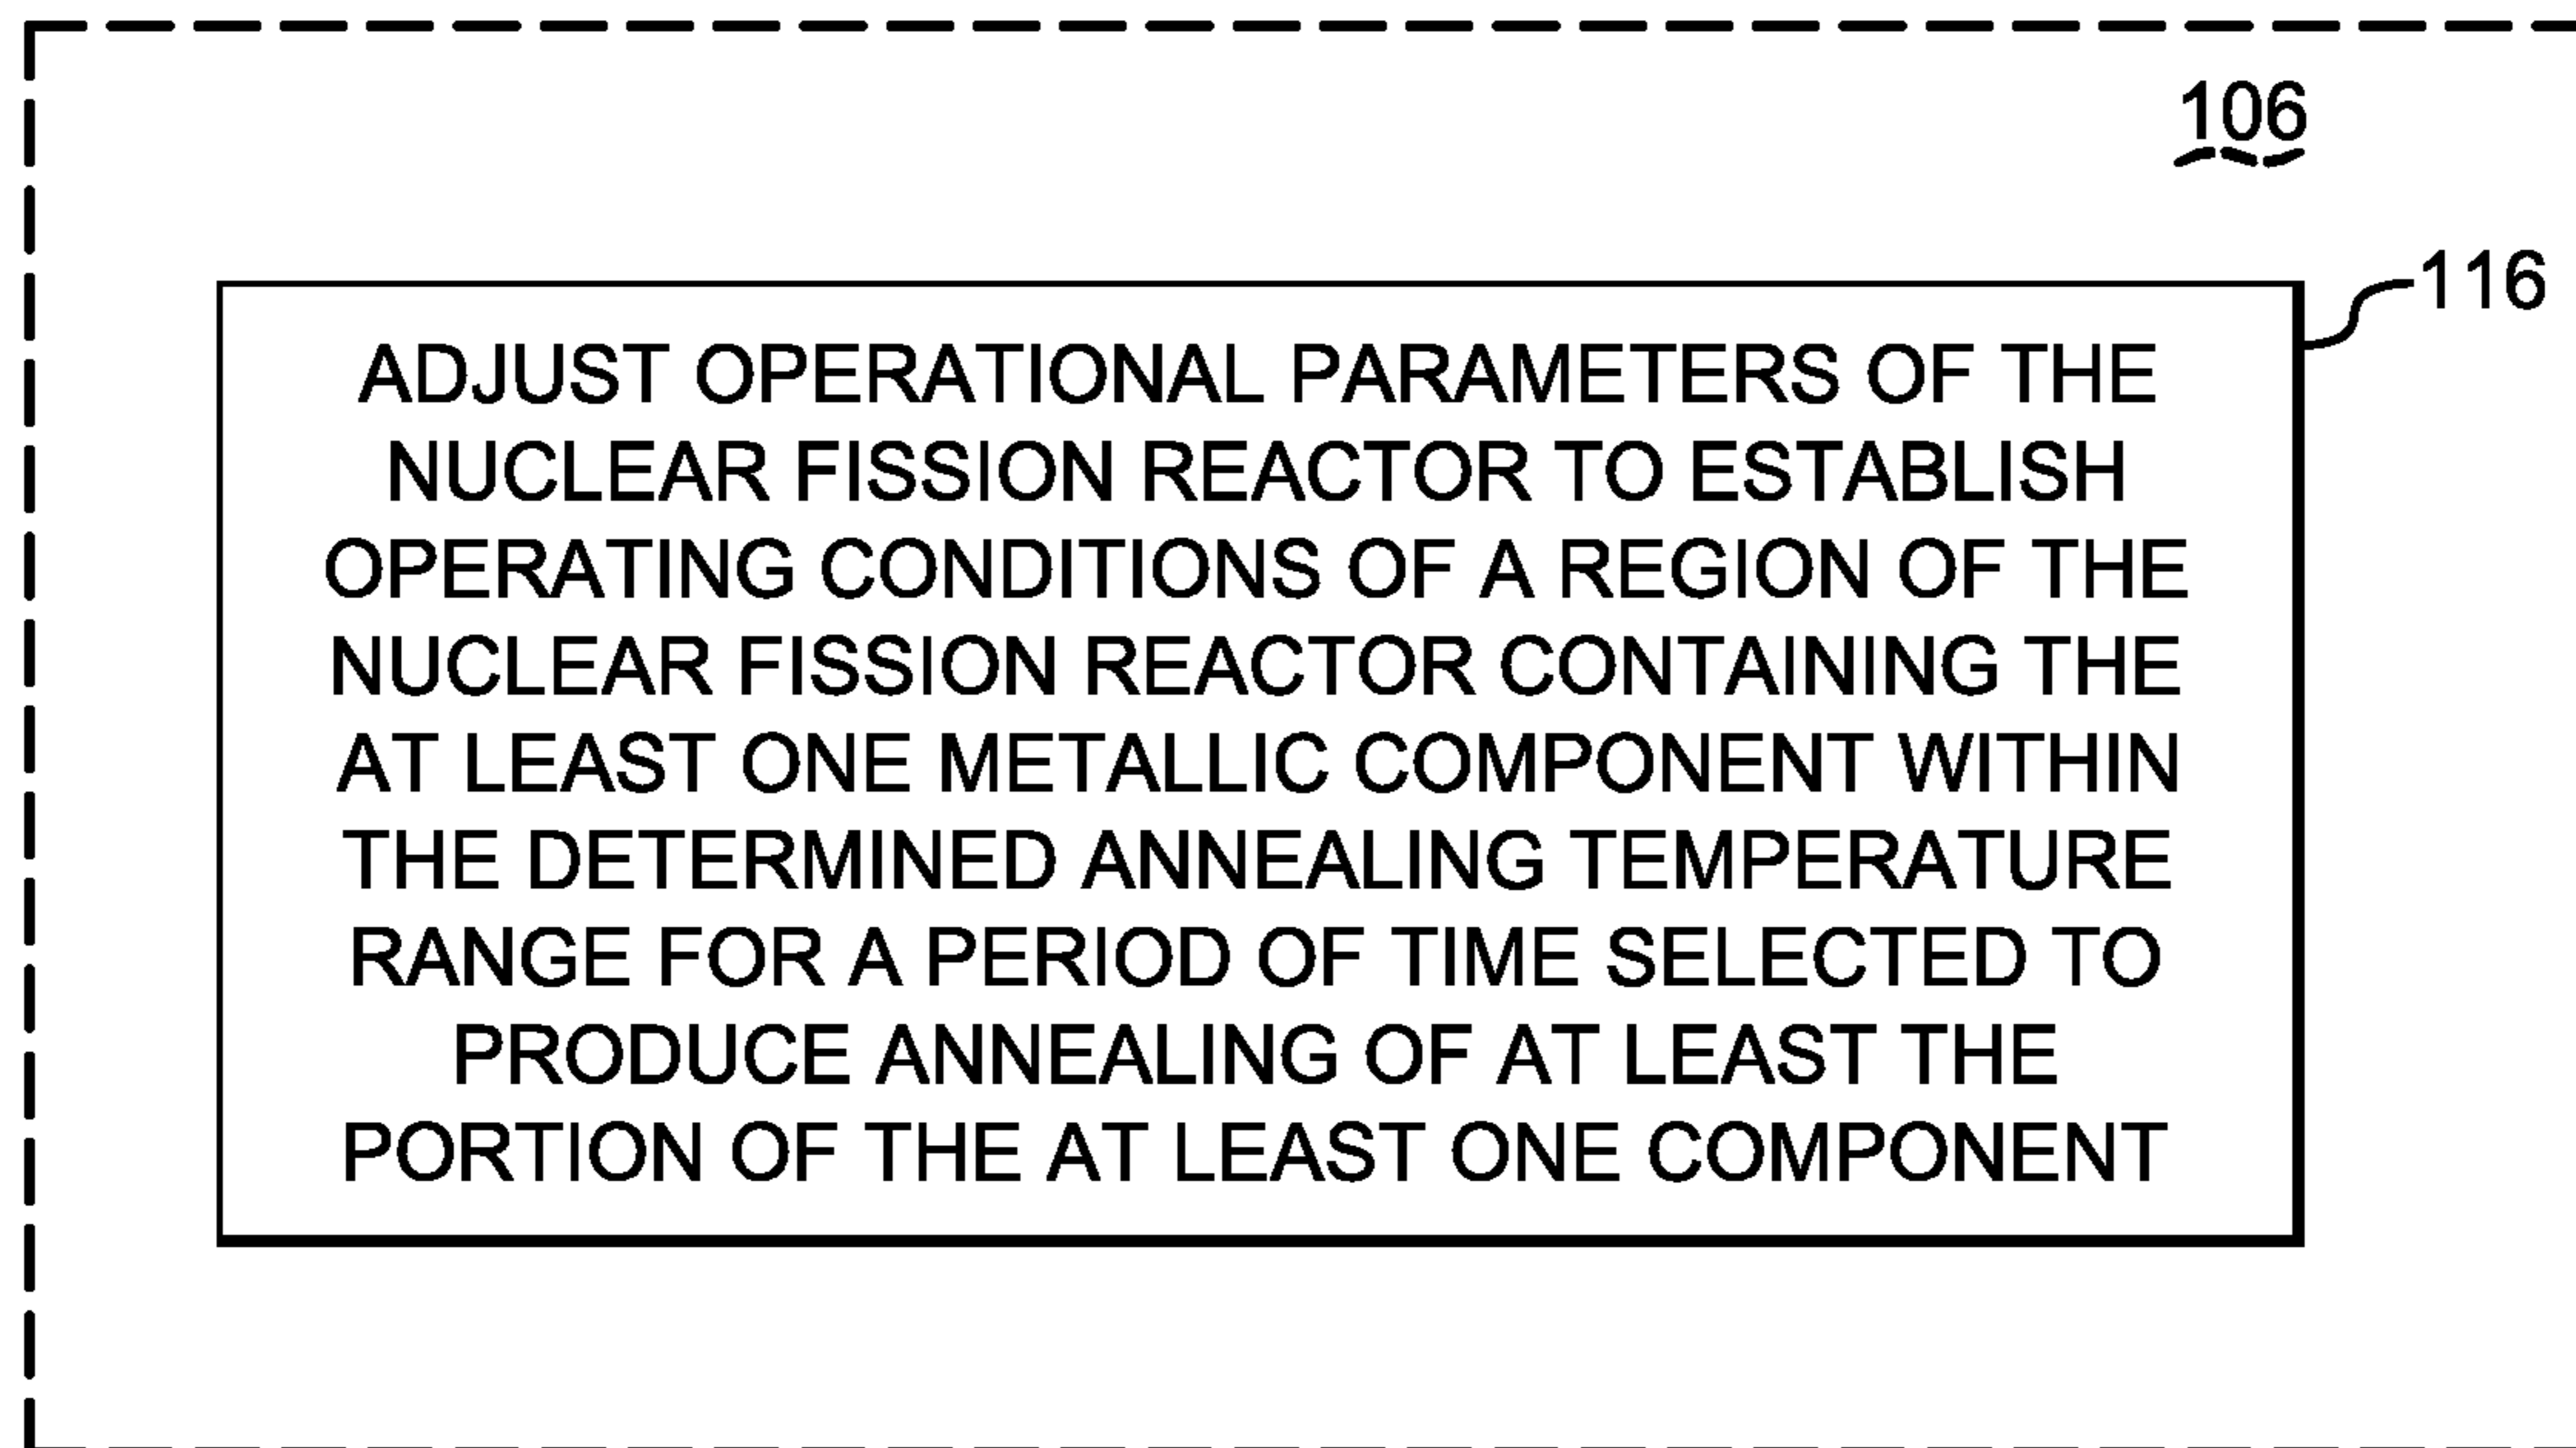 106
116
ADJUST OPERATIONAL PARAMETERS OF THE
NUCLEAR FISSION REACTOR TO ESTABLISH
OPERATING CONDITIONS OF A REGION OF THE
NUCLEAR FISSION REACTOR CONTAINING THE
AT LEAST ONE METALLIC COMPONENT WITHIN
THE DETERMINED ANNEALING TEMPERATURE
RANGE FOR A PERIOD OF TIME SELECTED TO
PRODUCE ANNEALING OF AT LEAST THE
PORTION OF THE AT LEAST ONE COMPONENT